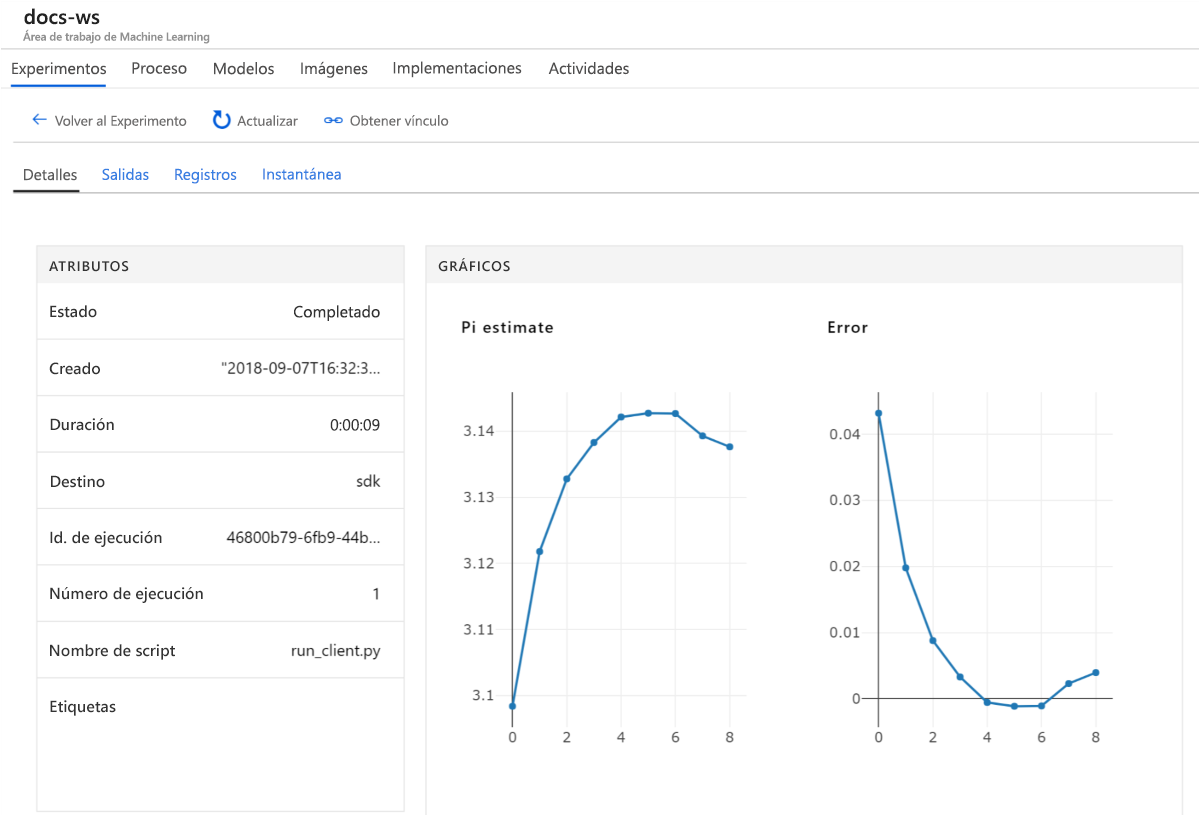 docs-ws
Área de trabajo de Machine Learning
Experimentos Proceso Modelos Imágenes Implementaciones Actividades
Volver al Experimento Actualizar Obtener vínculo
Detalles Salidas Registros Instantánea
ATRIBUTOS
Estado Completado
Creado "2018-09-07T16:32:3...
Duración 0:00:09
Destino sdk
Id. de ejecución 46800b79-6fb9-44b...
Número de ejecución 1
Nombre de script run_client.py
Etiquetas
GRÁFICOS
Pi estimate
3.14
3.13
3.12
3.11
3.1
0 2 4 6 8
Error
0.04
0.03
0.02
0.01
0
0 2 4 6 8